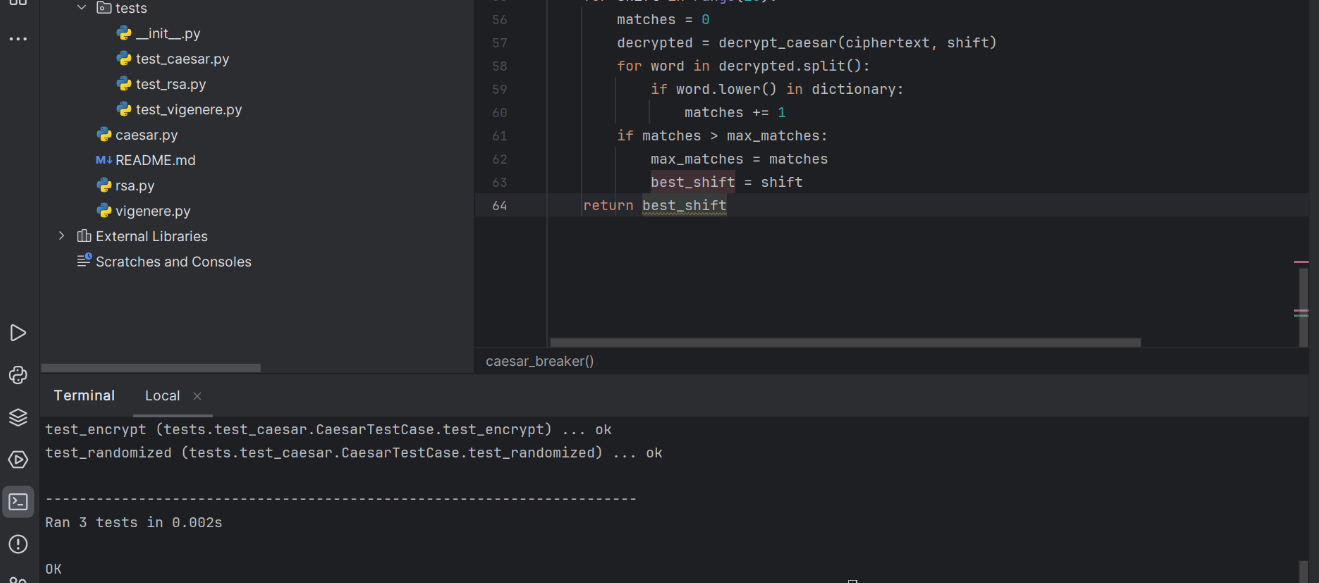 tests
__init__.py
test_caesar.py
test_rsa.py
test_vigenere.py
caesar.py
M↓ README.md
rsa.py
vigenere.py
External Libraries
Scratches and Consoles
56 matches = 0
57 decrypted = decrypt_caesar(ciphertext, shift)
58 for word in decrypted.split():
59 if word.lower() in dictionary:
60 matches += 1
61 if matches > max_matches:
62 max_matches = matches
63 best_shift = shift
64 return best_shift
caesar_breaker()
Terminal Local ×
test_encrypt (tests.test_caesar.CaesarTestCase.test_encrypt) ... ok
test_randomized (tests.test_caesar.CaesarTestCase.test_randomized) ... ok
----------------------------------------------------------------------
Ran 3 tests in 0.002s
OK